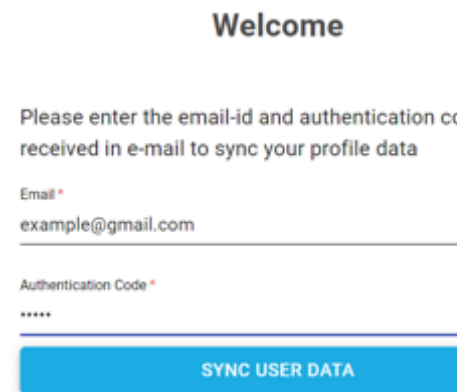 Welcome
Please enter the email-id and authentication
received in e-mail to sync your profile data
Email *
example@gmail.com
Authentication Code *
•••••
SYNC USER DATA